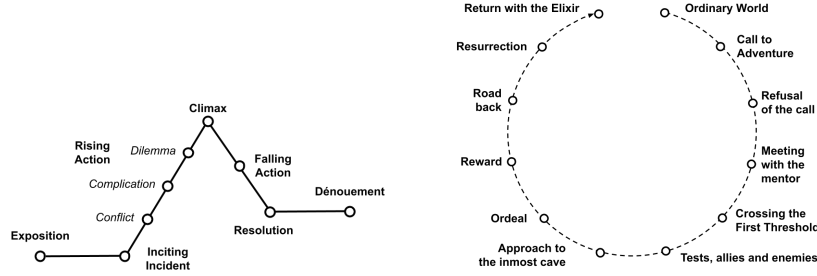 Climax
Rising
Action
Dilemma
Complication
Conflict
Falling
Action
Dénouement
Resolution
Exposition
Inciting
Incident
Return with the Elixir
Ordinary World
Resurrection
Call to
Adventure
Road
back
Refusal
of the call
Reward
Meeting
with the
mentor
Ordeal
Crossing the
First Threshold
Approach to
the inmost cave
Tests, allies and enemies